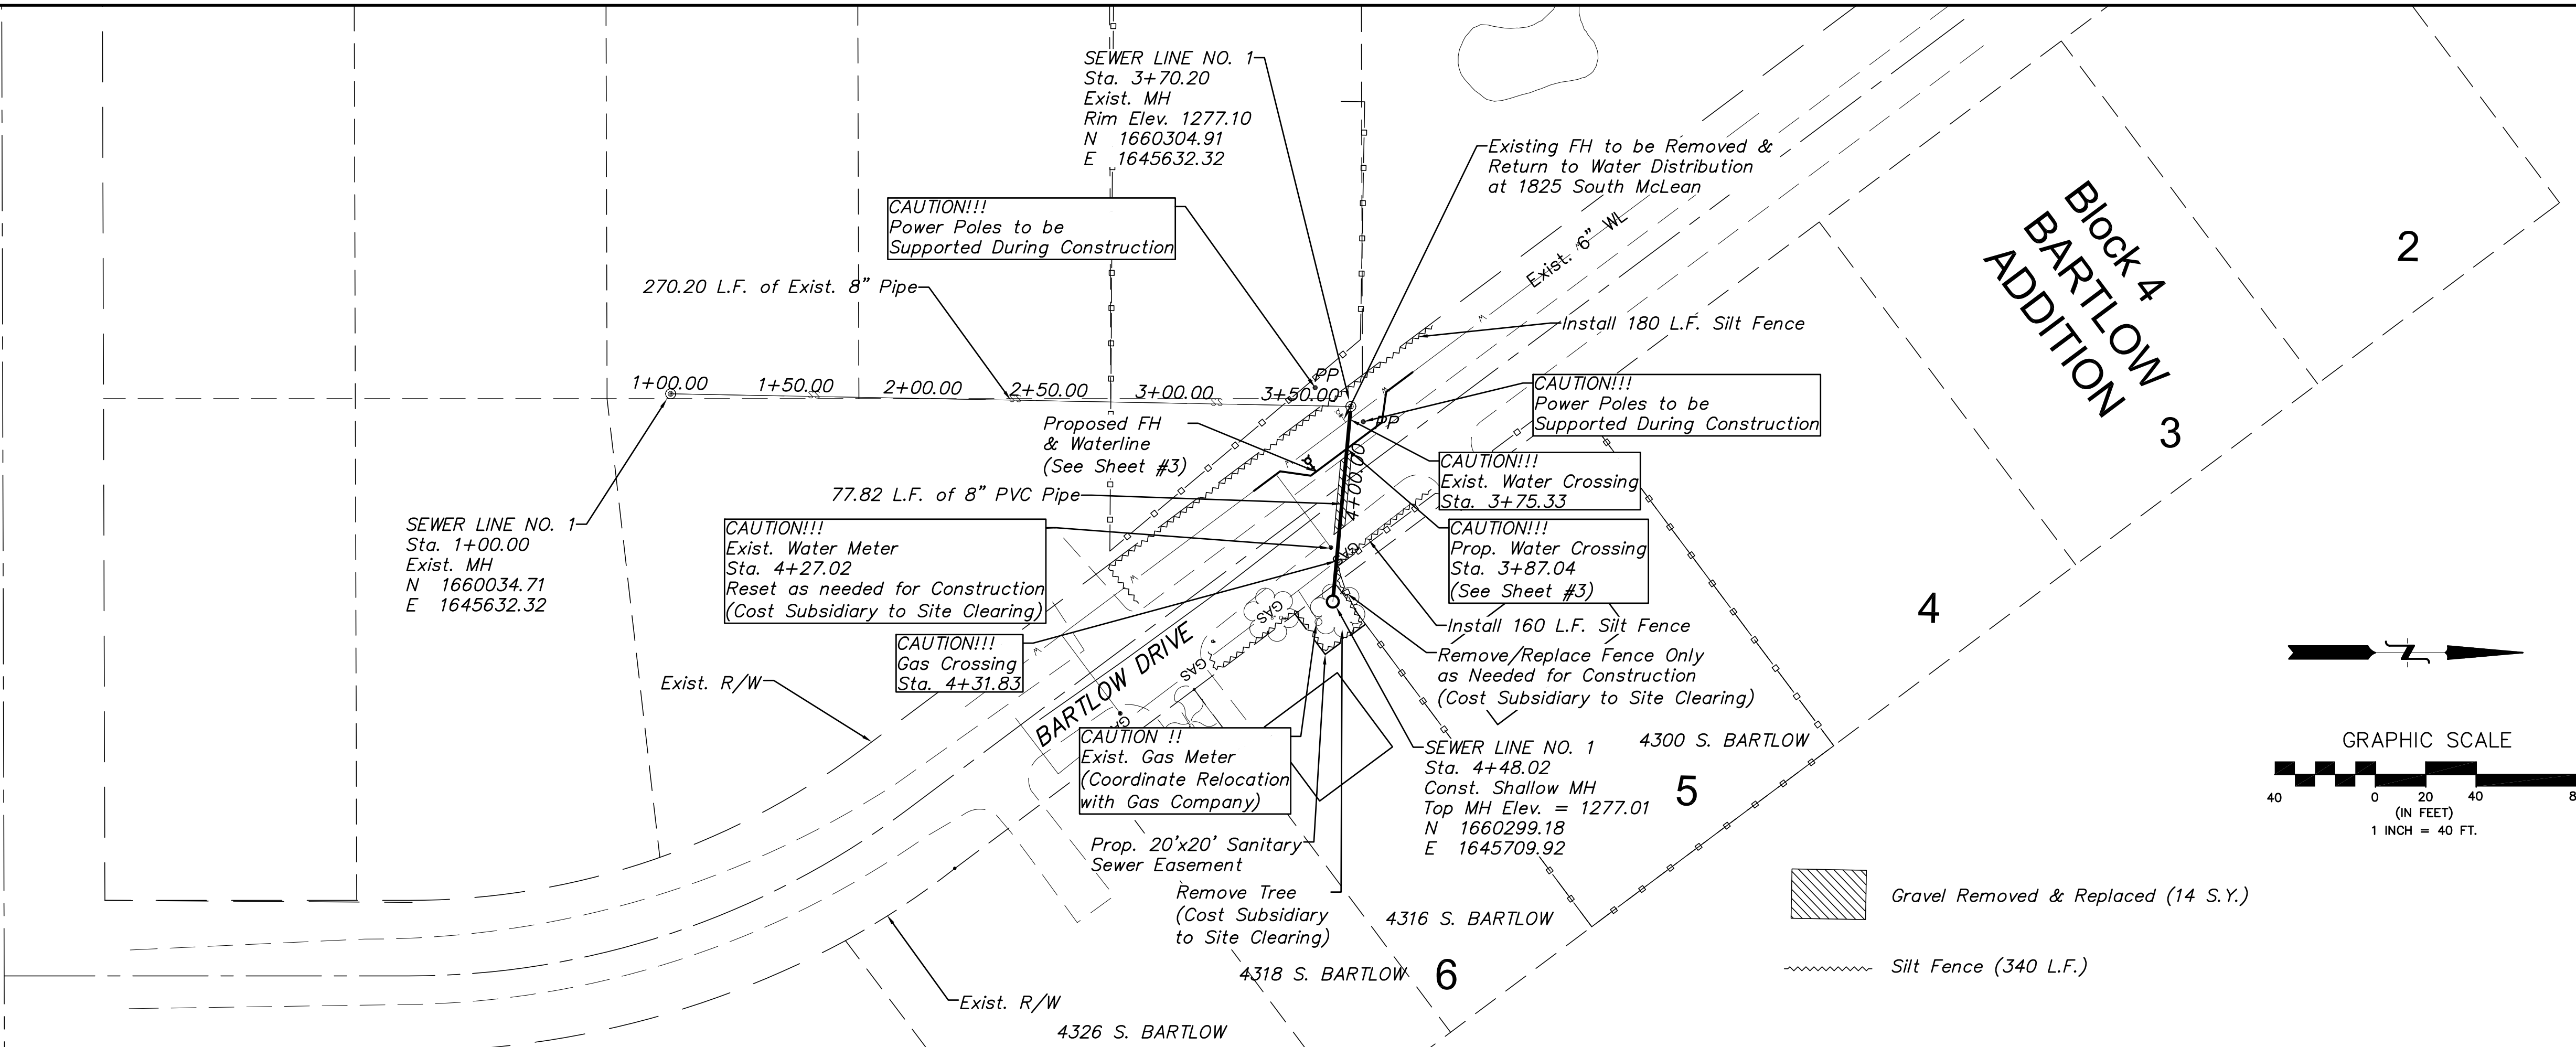 SEWER LINE NO. 1
Sta. 3+70.20
Exist. MH
Rim Elev. 1277.10
N 1660304.91
E 1645632.32
Existing FH to be Removed &
Return to Water Distribution
at 1825 South McLean
CAUTION!!!
Power Poles to be
Supported During Construction
Exist. 6" WL
Block 4
BARTLOW
ADDITION
2
270.20 L.F. of Exist. 8" Pipe
Install 180 L.F. Silt Fence
1+00.00
1+50.00
2+00.00
2+50.00
3+00.00
3+50.00
PP
PP
CAUTION!!!
Power Poles to be
Supported During Construction
3
Proposed FH
& Waterline
(See Sheet #3)
4+00.00
CAUTION!!!
Exist. Water Crossing
Sta. 3+75.33
77.82 L.F. of 8" PVC Pipe
SEWER LINE NO. 1
Sta. 1+00.00
Exist. MH
N 1660034.71
E 1645632.32
CAUTION!!!
Exist. Water Meter
Sta. 4+27.02
Reset as needed for Construction
(Cost Subsidiary to Site Clearing)
CAUTION!!!
Prop. Water Crossing
Sta. 3+87.04
(See Sheet #3)
GAS
GAS
GAS
4
Install 160 L.F. Silt Fence
CAUTION!!!
Gas Crossing
Sta. 4+31.83
Remove/Replace Fence Only
as Needed for Construction
(Cost Subsidiary to Site Clearing)
Exist. R/W
BARTLOW DRIVE
CAUTION !!
Exist. Gas Meter
(Coordinate Relocation
with Gas Company)
SEWER LINE NO. 1
Sta. 4+48.02
Const. Shallow MH
Top MH Elev. = 1277.01
N 1660299.18
E 1645709.92
4300 S. BARTLOW
5
GRAPHIC SCALE
40 0 20 40
(IN FEET)
1 INCH = 40 FT.
Prop. 20'x20' Sanitary
Sewer Easement
Remove Tree
(Cost Subsidiary
to Site Clearing)
4316 S. BARTLOW
Gravel Removed & Replaced (14 S.Y.)
4318 S. BARTLOW
6
Silt Fence (340 L.F.)
Exist. R/W
4326 S. BARTLOW